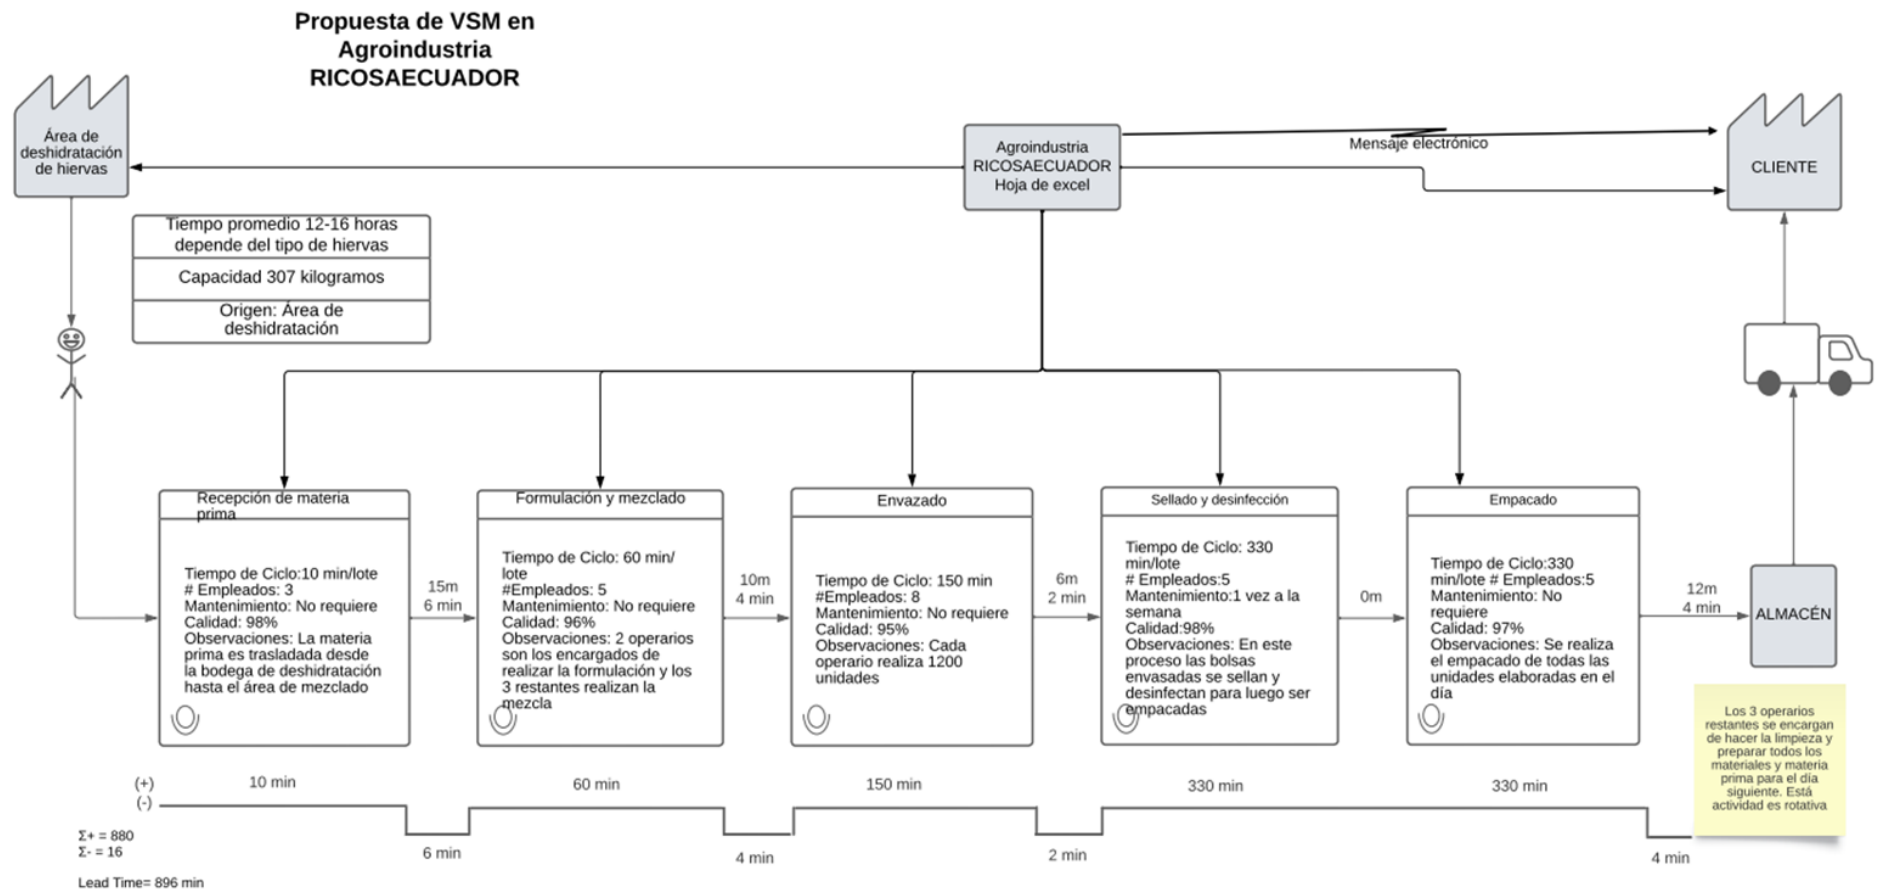 Propuesta de VSM en
Agroindustria
RICOSAECUADOR
Área de
deshidratación
de hiervas
Agroindustria
RICOSAECUADOR
Hoja de excel
Mensaje electrónico
CLIENTE
Tiempo promedio 12-16 horas
depende del tipo de hiervas
Capacidad 307 kilogramos
Origen: Área de
deshidratación
Recepción de materia
prima
Tiempo de Ciclo:10 min/lote
# Empleados: 3
Mantenimiento: No requiere
Calidad: 98%
Observaciones: La materia
prima es trasladada desde
la bodega de deshidratación
hasta el área de mezclado
15m
6 min
Formulación y mezclado
Tiempo de Ciclo: 60 min/
lote
#Empleados: 5
Mantenimiento: No requiere
Calidad: 96%
Observaciones: 2 operarios
son los encargados de
realizar la formulación y los
3 restantes realizan la
mezcla
10m
4 min
Envazado
Tiempo de Ciclo: 150 min
#Empleados: 8
Mantenimiento: No requiere
Calidad: 95%
Observaciones: Cada
operario realiza 1200
unidades
6m
2 min
Sellado y desinfección
Tiempo de Ciclo: 330
min/lote
# Empleados:5
Mantenimiento:1 vez a la
semana
Calidad:98%
Observaciones: En este
proceso las bolsas
envasadas se sellan y
desinfectan para luego ser
empacadas
0m
Empacado
Tiempo de Ciclo:330
min/lote # Empleados:5
Mantenimiento: No
requiere
Calidad: 97%
Observaciones: Se realiza
el empacado de todas las
unidades elaboradas en el
día
12m
4 min
ALMACÉN
Los 3 operarios
restantes se encargan
de hacer la limpieza y
preparar todos los
materiales y materia
prima para el día
siguiente. Está
actividad es rotativa
(+)
(-)
10 min
60 min
150 min
330 min
330 min
6 min
4 min
2 min
4 min
Σ+ = 880
Σ- = 16
Lead Time= 896 min